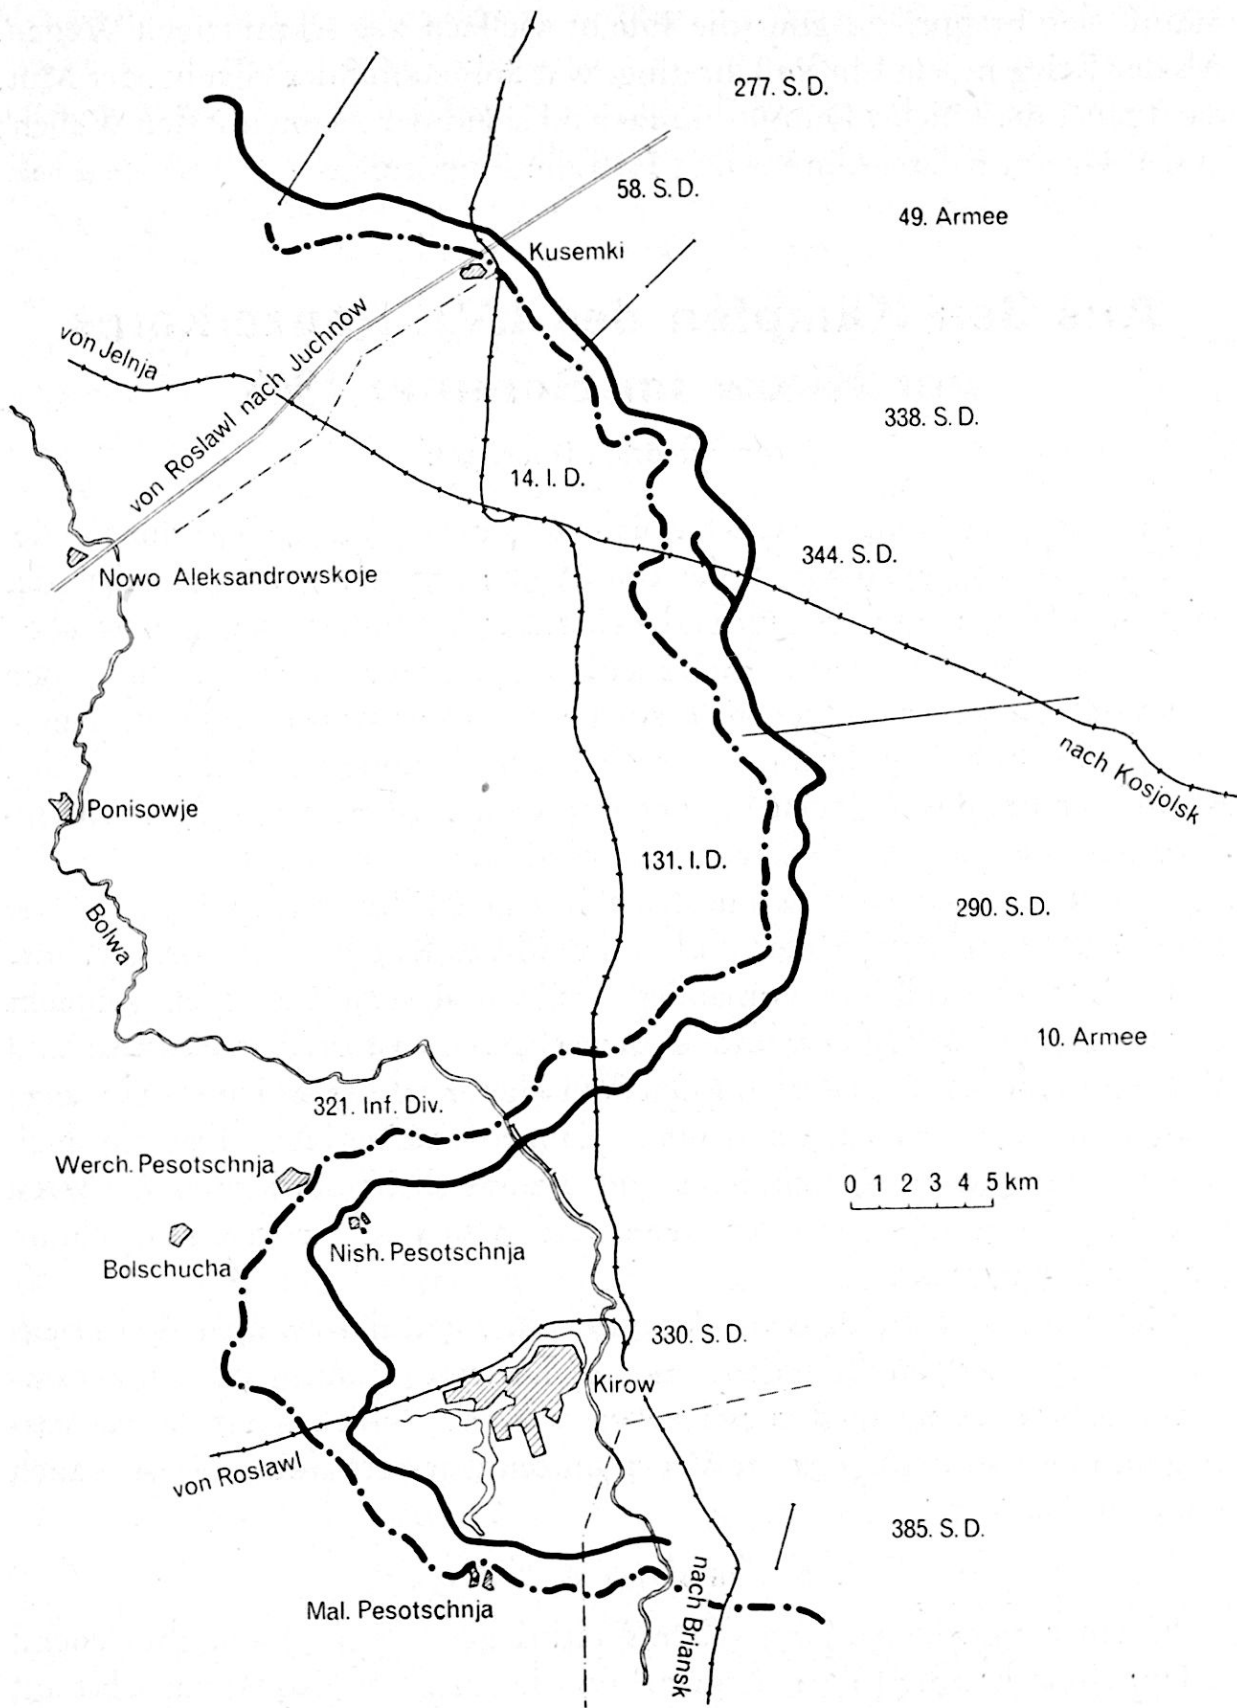 277. S. D.
58. S. D.
49. Armee
Kusemki
von Jelnja
von Roslawl nach Juchnow
338. S. D.
14. I. D.
344. S. D.
Nowo Aleksandrowskoje
nach Kosjolsk
Ponisowje
131. I. D.
290. S. D.
Bolwa
10. Armee
321. Inf. Div.
Werch. Pesotschnja
0 1 2 3 4 5 km
Nish. Pesotschnja
Bolschucha
330. S. D.
Kirow
von Roslawl
385. S. D.
nach Briansk
Mal. Pesotschnja